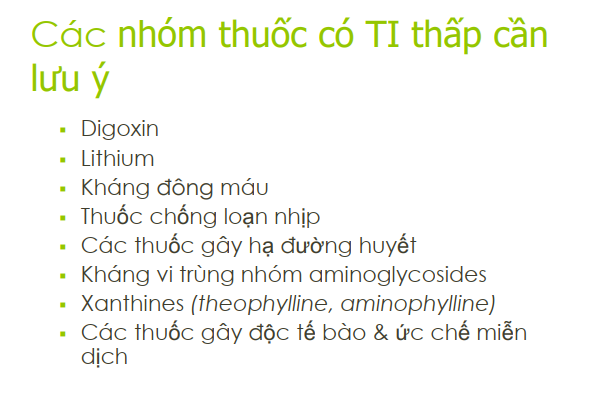 Các nhóm thuốc có TI thấp cần
lưu ý
▪ Digoxin
▪ Lithium
▪ Kháng đông máu
▪ Thuốc chống loạn nhịp
▪ Các thuốc gây hạ đường huyết
▪ Kháng vi trùng nhóm aminoglycosides
▪ Xanthines (theophylline, aminophylline)
▪ Các thuốc gây độc tế bào & ức chế miễn
dịch